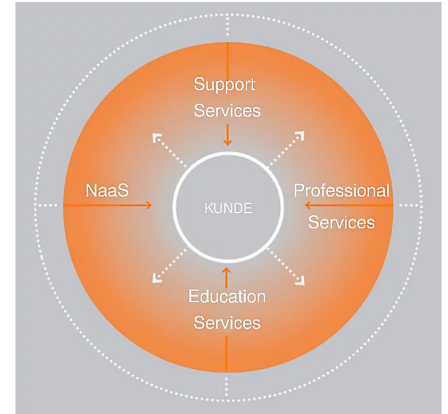 Support
Services
NaaS
KUNDE
Professional
Services
Education
Services